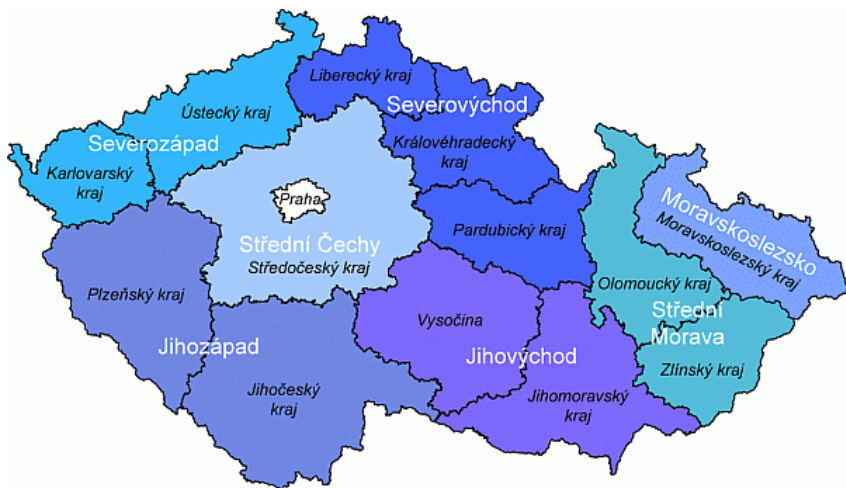 Liberecký kraj
Severovýchod
Ústecký kraj
Severozápad
Královéhradecký
kraj
Karlovarský
kraj
Praha
Moravskoslezsko
Moravskoslezský kraj
Pardubický kraj
Střední Čechy
Středočeský kraj
Olomoucký kraj
Plzeňský kraj
Střední
Morava
Vysočina
Jihozápad
Jihovýchod
Zlínský kraj
Jihočeský
kraj
Jihomoravský
kraj